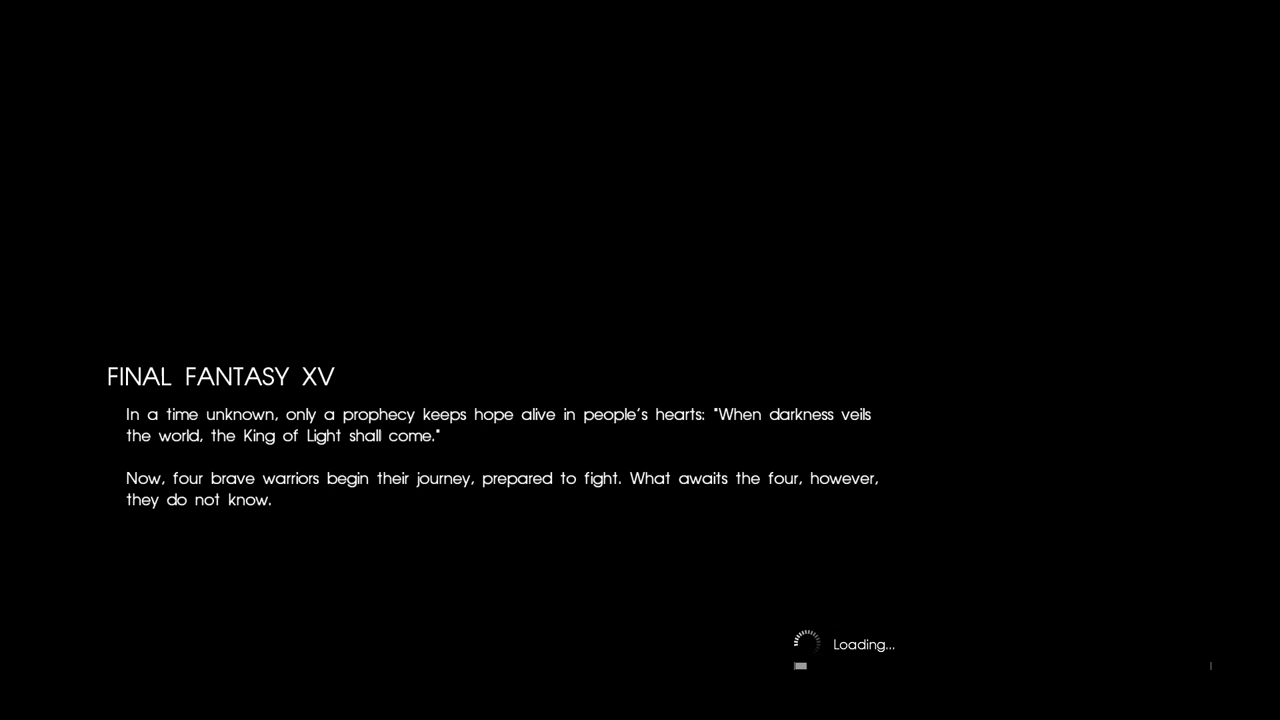 FINAL FANTASY XV
In a time unknown, only a prophecy keeps hope alive in people's hearts: "When darkness veils
the world, the King of Light shall come."
Now, four brave warriors begin their journey, prepared to fight. What awaits the four, however,
they do not know.
Loading...